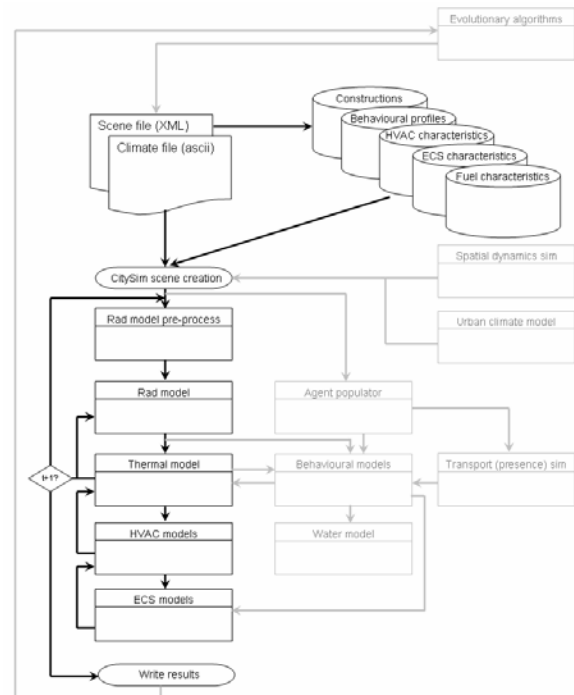 Evolutionary algorithms
Constructions
Behavioural profiles
Scene file (XML)
HVAC characteristics
Climate file (ascii)
ECS characteristics
Fuel characteristics
CitySim scene creation
Spatial dynamics sim
Rad model pre-process
Urban climate model
Rad model
Agent populator
Thermal model
Behavioural models
Transport (presence) sim
t+1?
HVAC models
Water model
ECS models
Write results